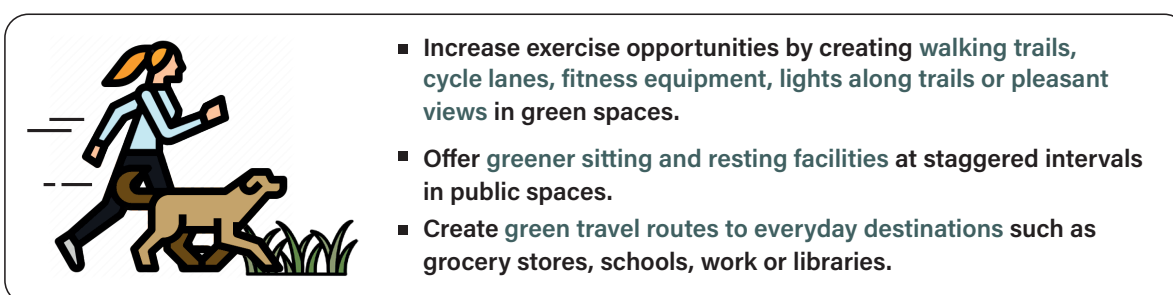 ▪ Increase exercise opportunities by creating walking trails,
cycle lanes, fitness equipment, lights along trails or pleasant
views in green spaces.
▪ Offer greener sitting and resting facilities at staggered intervals
in public spaces.
▪ Create green travel routes to everyday destinations such as
grocery stores, schools, work or libraries.